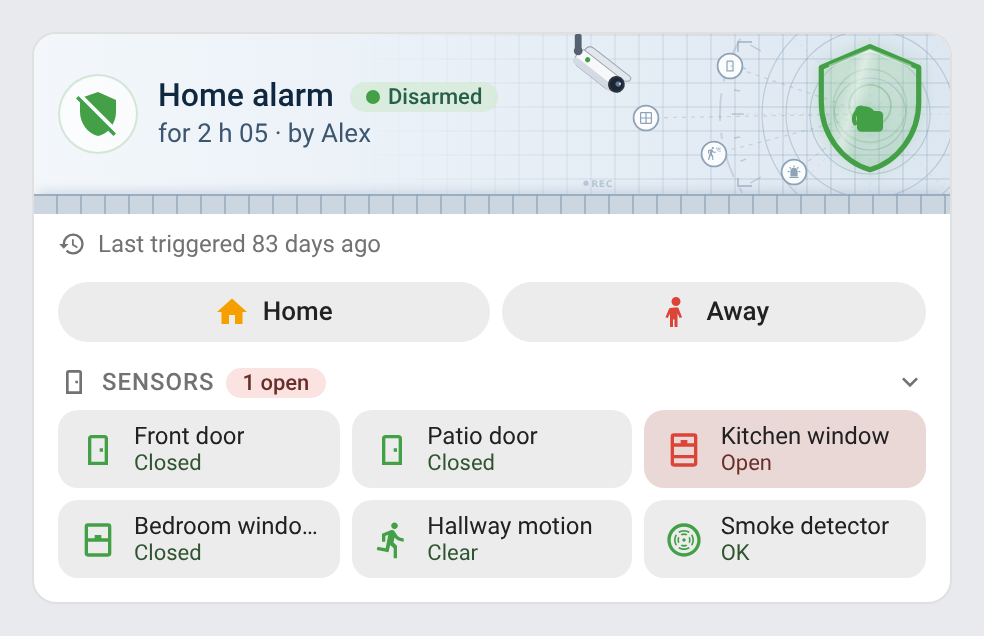 Home alarm
Disarmed
for 2 h 05 · by Alex
REC
Last triggered 83 days ago
Home
Away
SENSORS
1 open
Front door
Closed
Patio door
Closed
Kitchen window
Open
Bedroom windo...
Closed
Hallway motion
Clear
Smoke detector
OK